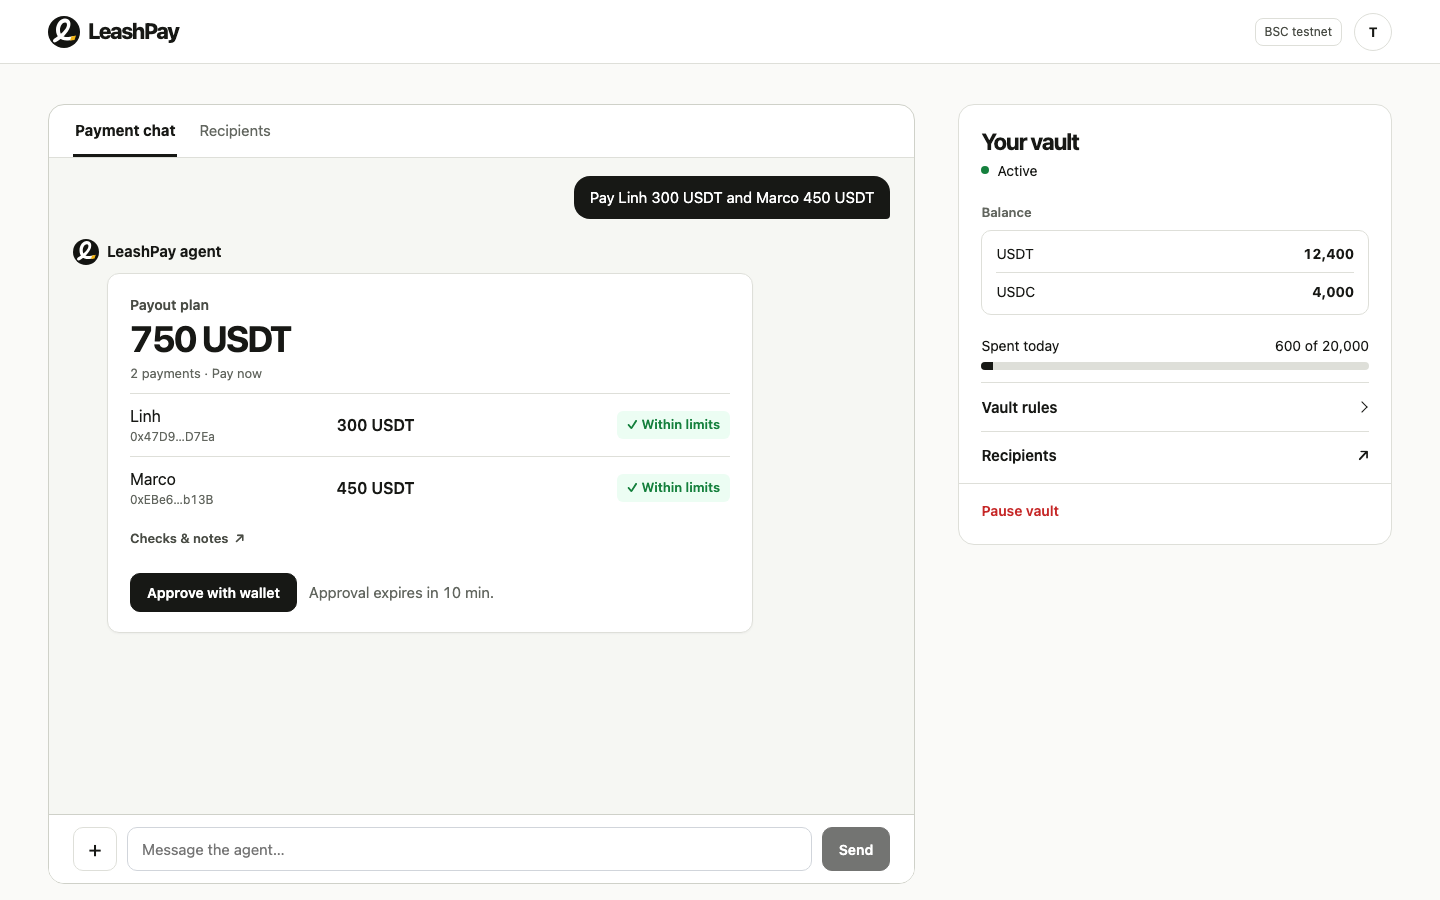 LeashPay
BSC testnet
T
Payment chat
Recipients
Pay Linh 300 USDT and Marco 450 USDT
LeashPay agent
Payout plan
750 USDT
2 payments · Pay now
Linh
0x47D9...D7Ea
300 USDT
✓ Within limits
Marco
0xEBe6...b13B
450 USDT
✓ Within limits
Checks & notes ↗
Approve with wallet
Approval expires in 10 min.
+
Message the agent...
Send
Your vault
Active
Balance
USDT 12,400
USDC 4,000
Spent today 600 of 20,000
Vault rules
Recipients ↗
Pause vault